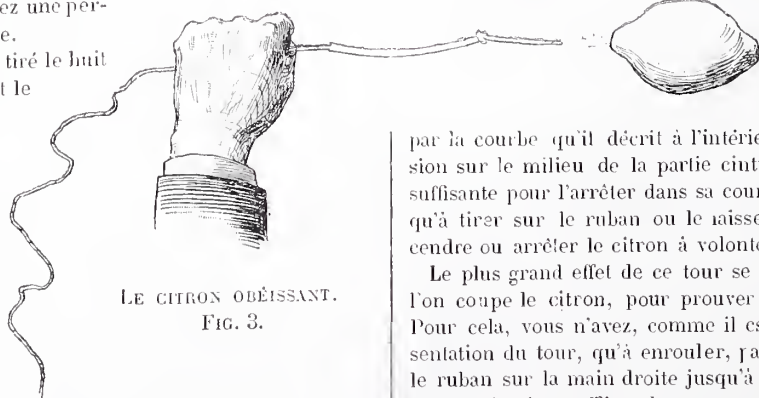 ez une per-
e.
tiré le huit
t le
LE CITRON OBÉISSANT.
FIG. 3.
par la courbe qu'il décrit à l'intérie
sion sur le milieu de la partie cint
suffisante pour l'arrêter dans sa cour
qu'à tirer sur le ruban ou le laisse
cendre ou arrêter le citron à volonté
Le plus grand effet de ce tour se
l'on coupe le citron, pour prouver
Pour cela, vous n'avez, comme il es
sentation du tour, qu'à enrouler, pa
le ruban sur la main droite jusqu'à